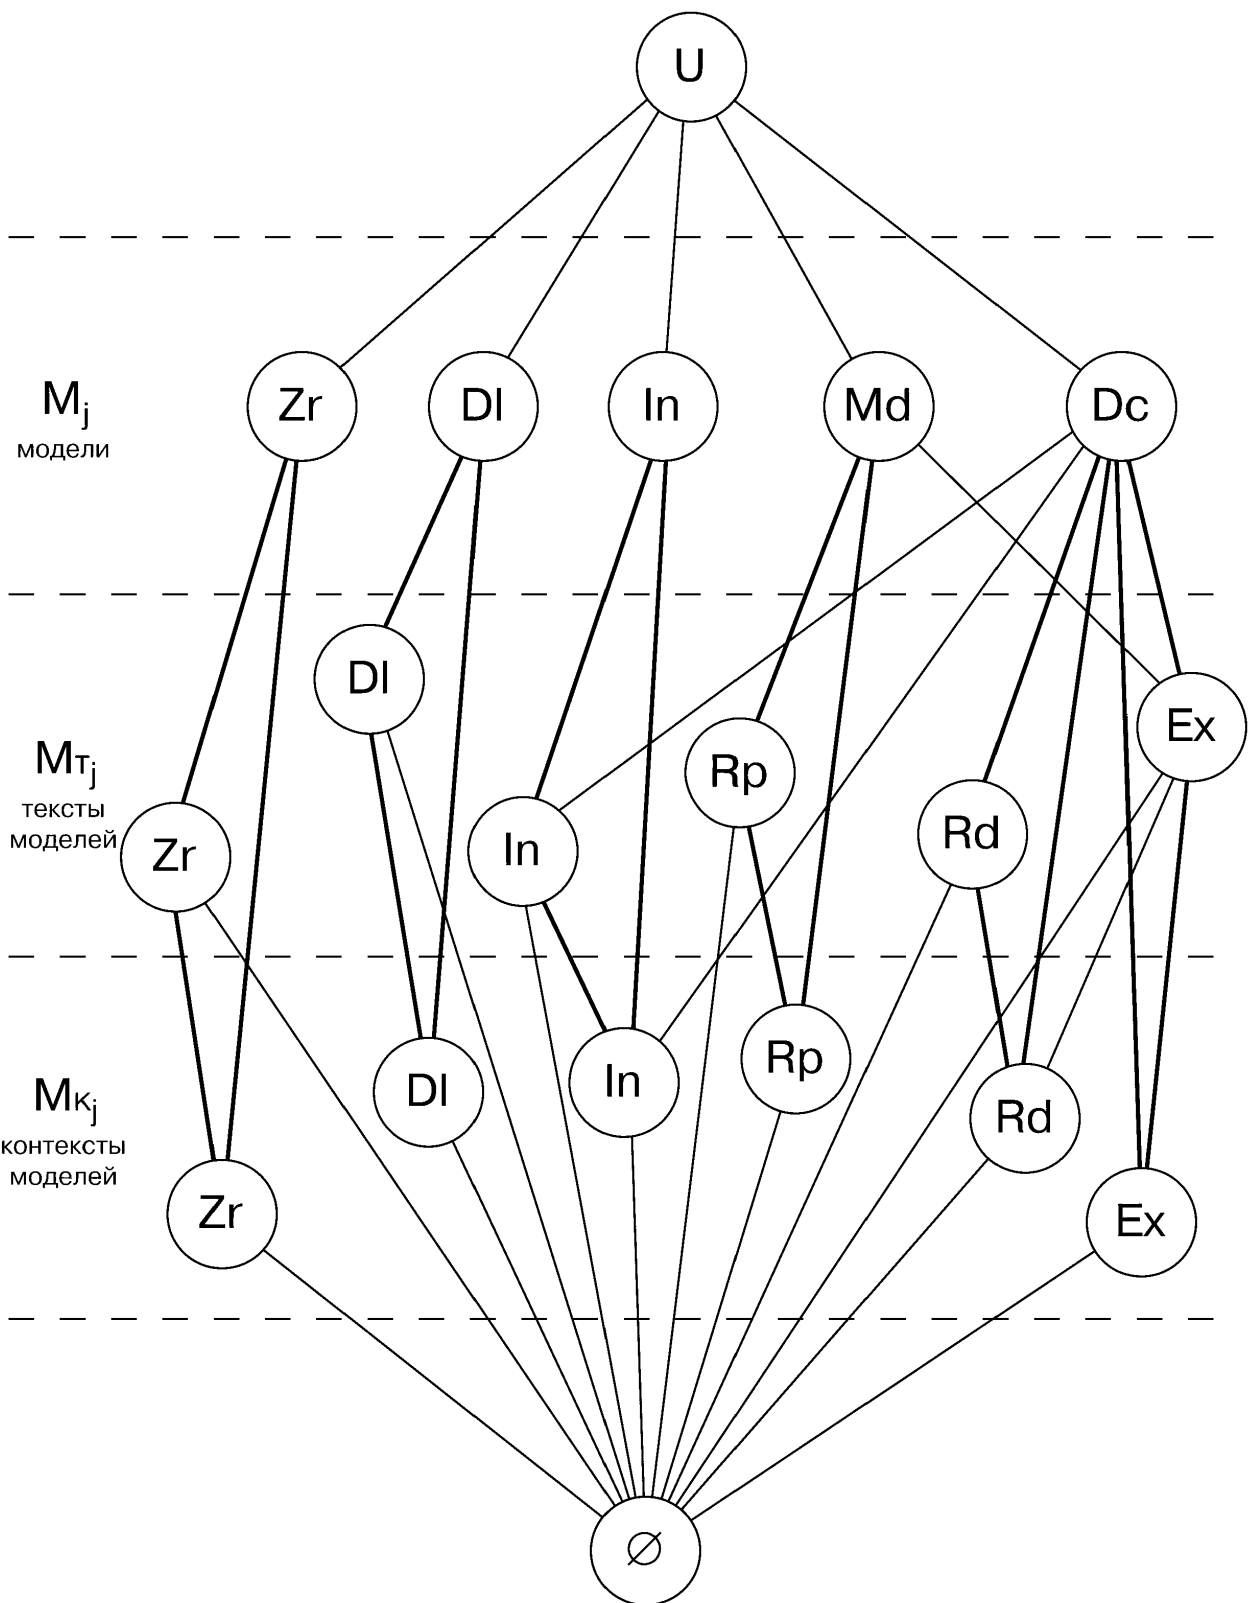 U
Zr
Dl
In
Md
Dc
Mj
модели
Dl
Ex
Rp
MTj
тексты
моделей
Zr
In
Rd
Rp
In
Dl
MKj
контексты
моделей
Rd
Zr
Ex
∅